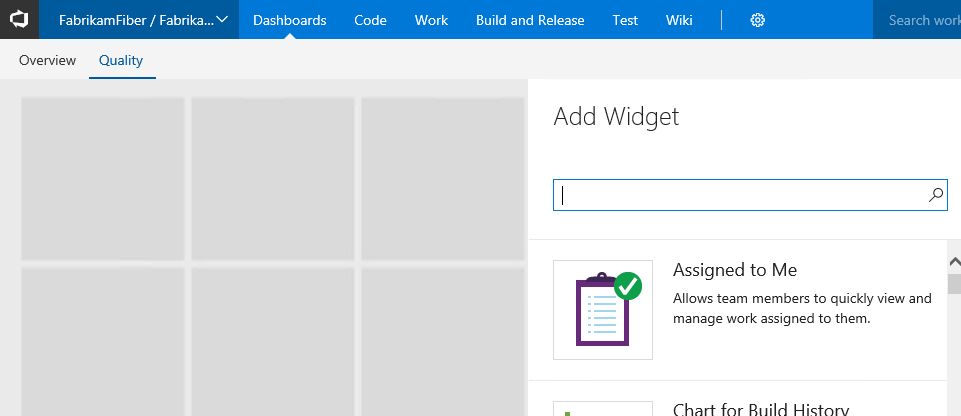 FabrikamFiber / Fabrika...
Dashboards
Code
Work
Build and Release
Test
Wiki
Search work
Overview
Quality
Add Widget
Assigned to Me
Allows team members to quickly view and
manage work assigned to them.
Chart for Build History